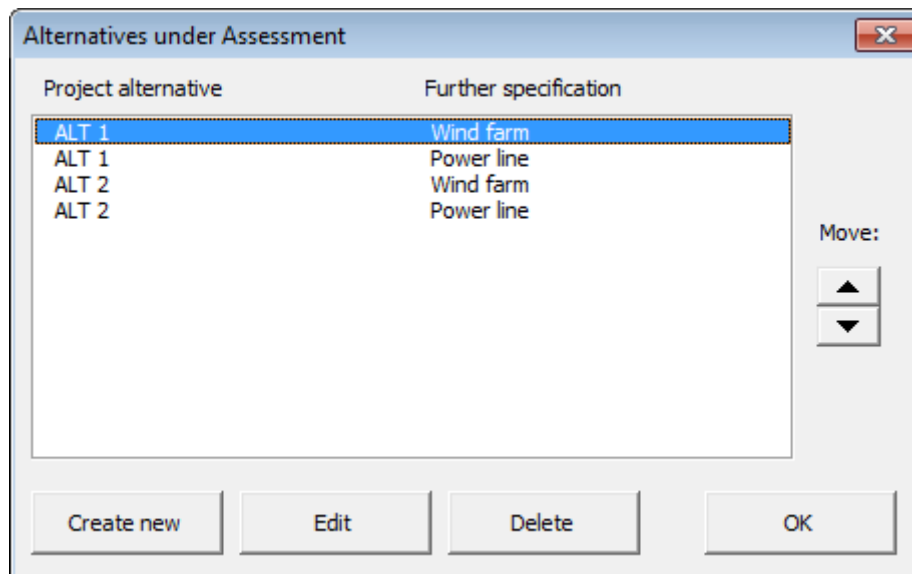 Alternatives under Assessment
Project alternative Further specification
ALT 1 Wind farm
ALT 1 Power line
ALT 2 Wind farm
ALT 2 Power line
Move:
Create new Edit Delete OK